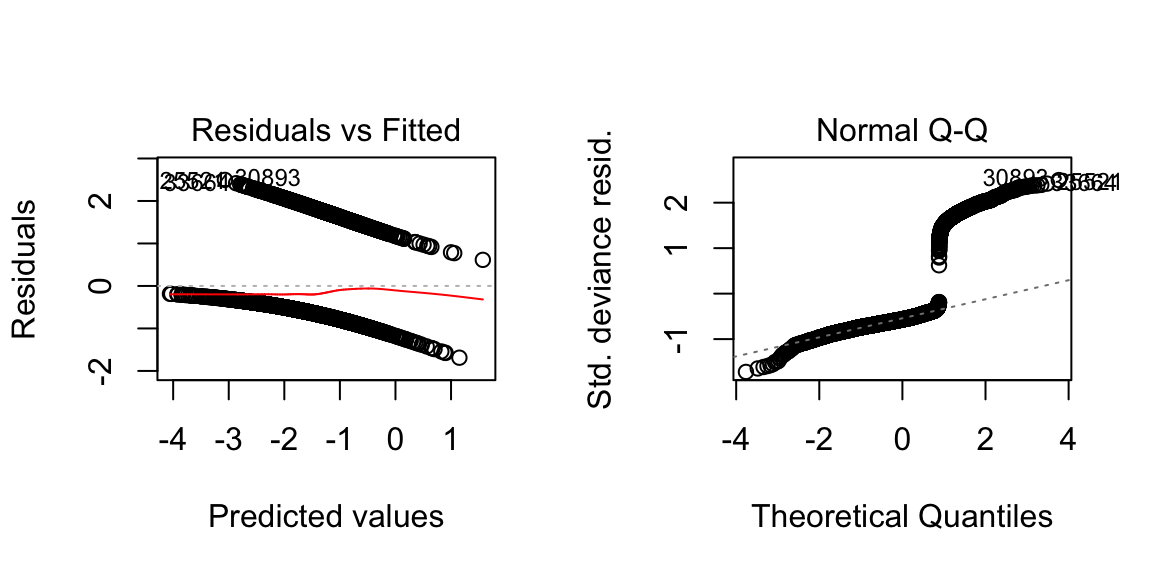 Residuals vs Fitted
Residuals
2
0
-2
30893
-4 -3 -2 -1 0 1
Predicted values
Normal Q-Q
Std. deviance resid.
2
1
-1
30893
-4 -2 0 2 4
Theoretical Quantiles